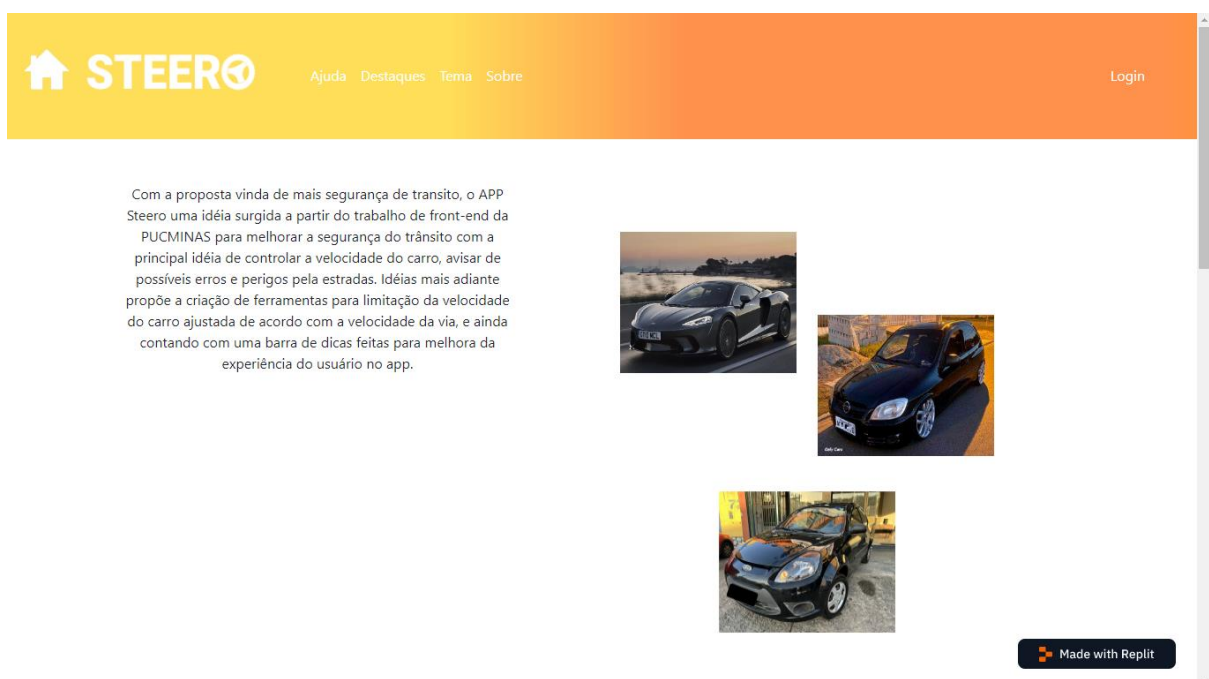 STEERO
Ajuda Destaques Tema Sobre
Login
Com a proposta vinda de mais segurança de transito, o APP
Steero uma idéia surgida a partir do trabalho de front-end da
PUCMINAS para melhorar a segurança do trânsito com a
principal idéia de controlar a velocidade do carro, avisar de
possíveis erros e perigos pela estradas. Idéias mais adiante
propõe a criação de ferramentas para limitação da velocidade
do carro ajustada de acordo com a velocidade da via, e ainda
contando com uma barra de dicas feitas para melhora da
experiência do usuário no app.
Made with Replit